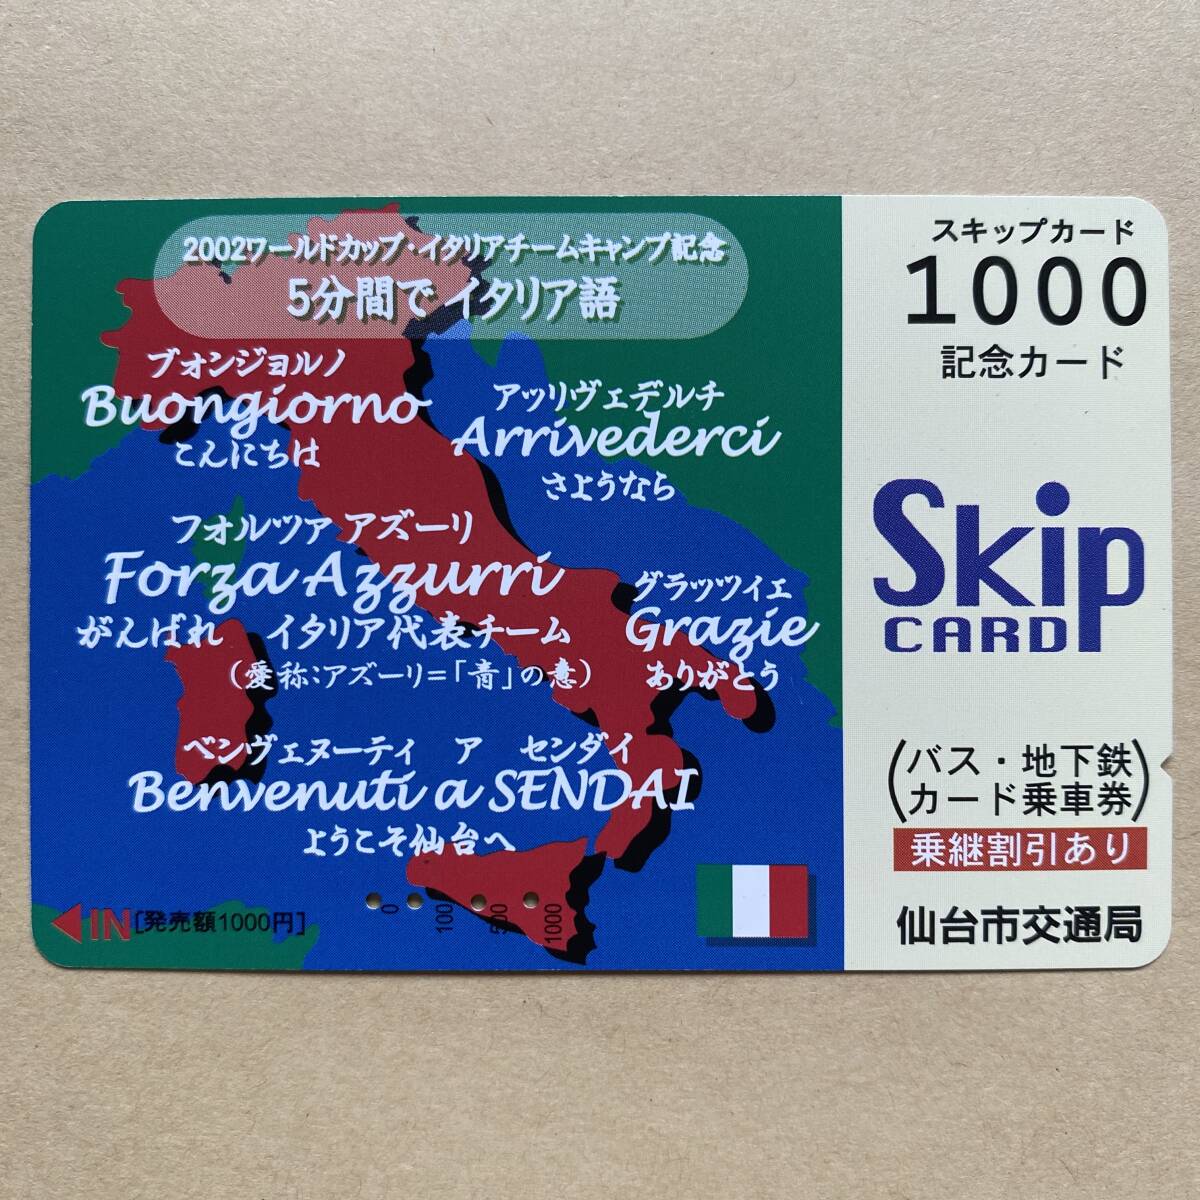 2002ワールドカップ・イタリアチームキャンプ記念
5分間で イタリア語
ブォンジョルノ
Buongiorno
こんにちは
アッリヴェデルチ
Arrivederci
さようなら
フォルツァ アズーリ
Forza Azzurri
がんばれ イタリア代表チーム
(愛称:アズーリ=「青」の意)
グラッツィエ
Grazie
ありがとう
ベンヴェヌーティ ア センダイ
Benvenuti a SENDAI
ようこそ仙台へ
◀IN[発売額1000円]
0 100 500 1000
スキップカード
1000
記念カード
Skip
CARD
(バス・地下鉄
カード乗車券)
乗継割引あり
仙台市交通局